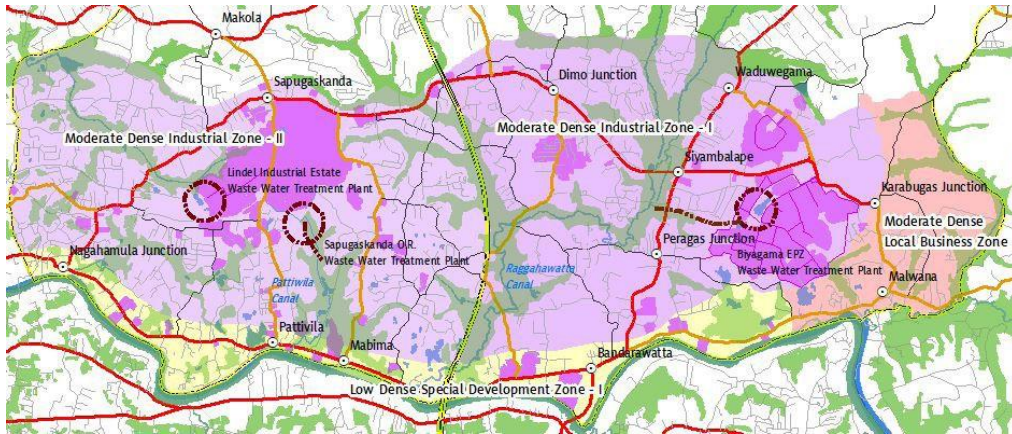 Makola
Sapugaskanda
Dimo Junction
Waduwegama
Moderate Dense Industrial Zone - II
Moderate Dense Industrial Zone - I
Siyambalape
Lindel Industrial Estate
Waste Water Treatment Plant
Karabugas Junction
Moderate Dense
Local Business Zone
Sapugaskanda O.R.
Waste Water Treatment Plant
Peragas Junction
Biyagama EPZ
Waste Water Treatment Plant
Nagahamula Junction
Pattiwila
Canal
Raggahawatta
Canal
Malwana
Pattivila
Mabima
Bandarawatta
Low Dense Special Development Zone - I